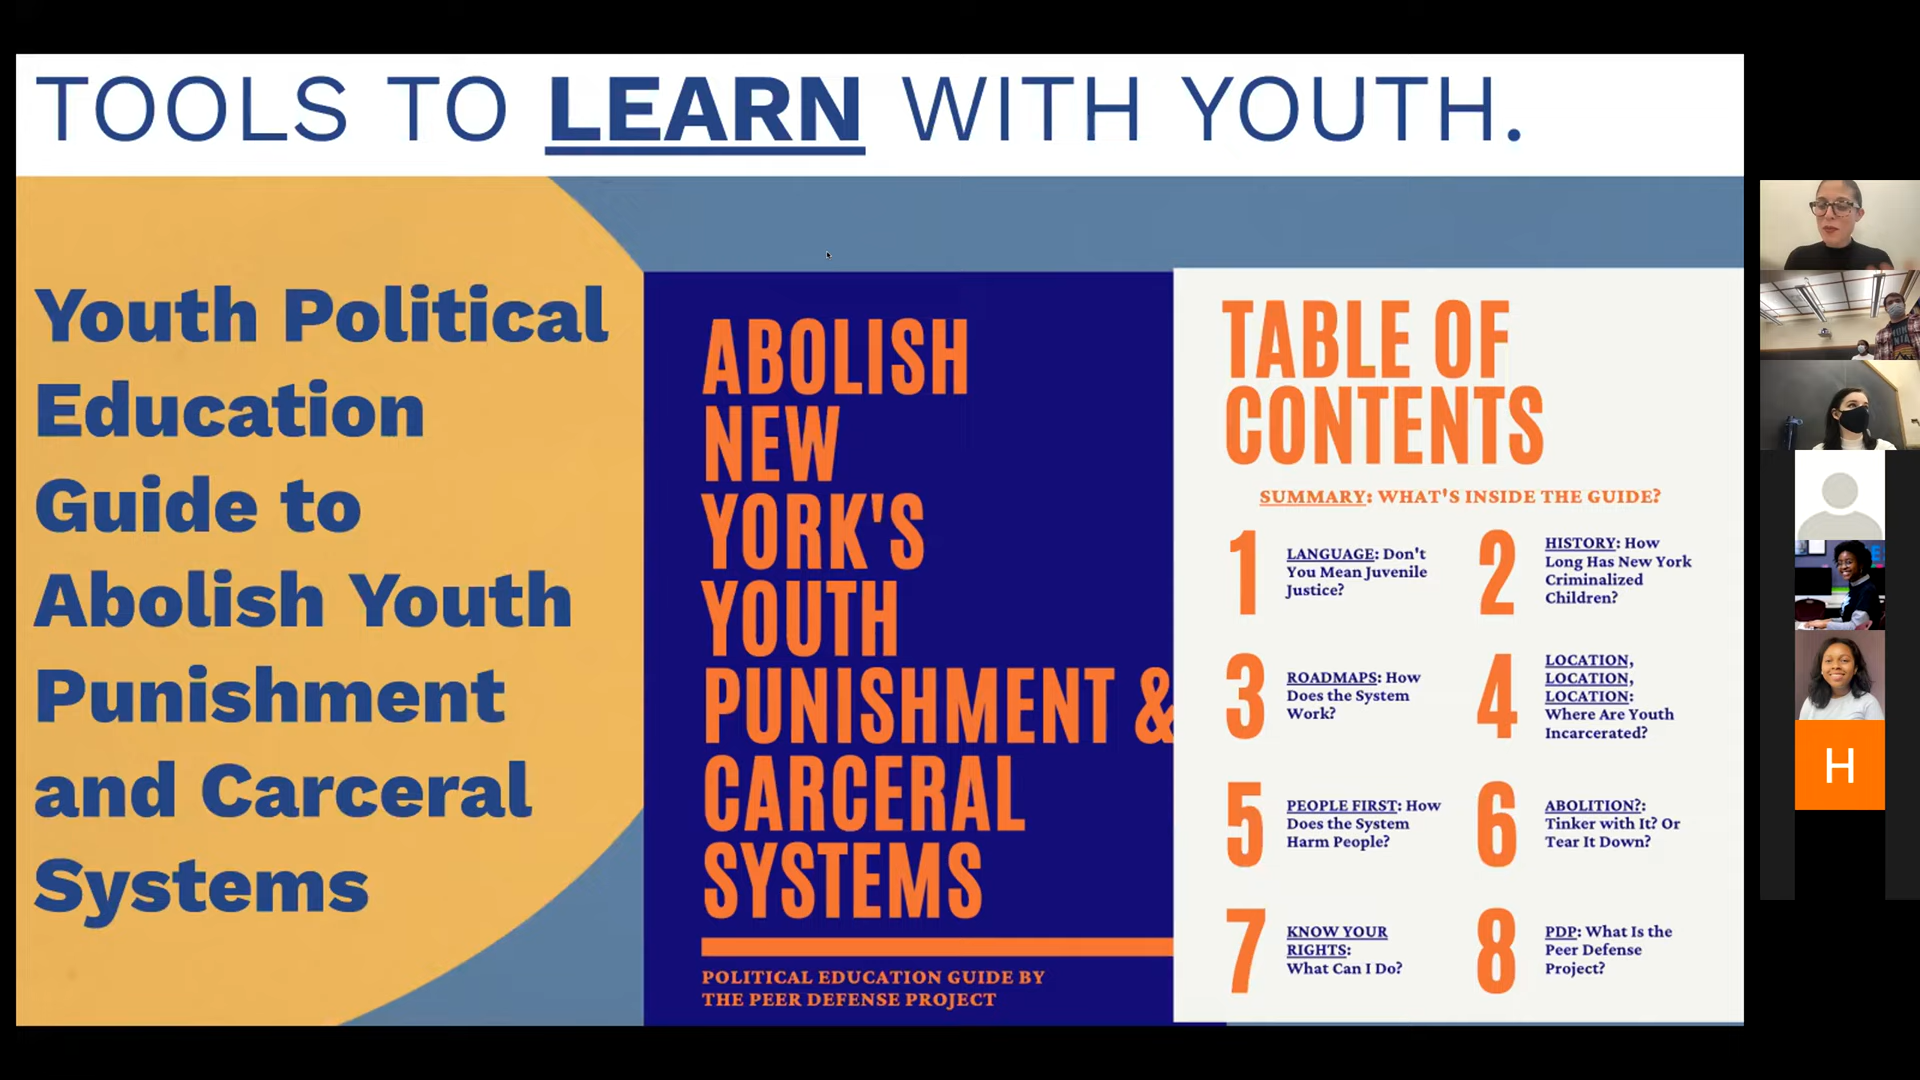 TOOLS TO LEARN WITH YOUTH.
Youth Political
Education
Guide to
Abolish Youth
Punishment
and Carceral
Systems
ABOLISH
NEW
YORK'S
YOUTH
PUNISHMENT &
CARCERAL
SYSTEMS
POLITICAL EDUCATION GUIDE BY
THE PEER DEFENSE PROJECT
TABLE OF
CONTENTS
SUMMARY: WHAT'S INSIDE THE GUIDE?
1
LANGUAGE: Don't
You Mean Juvenile
Justice?
2
HISTORY: How
Long Has New York
Criminalized
Children?
3
ROADMAPS: How
Does the System
Work?
4
LOCATION,
LOCATION,
LOCATION:
Where Are Youth
Incarcerated?
5
PEOPLE FIRST: How
Does the System
Harm People?
6
ABOLITION?:
Tinker with It? Or
Tear It Down?
7
KNOW YOUR
RIGHTS:
What Can I Do?
8
PDP: What Is the
Peer Defense
Project?
H